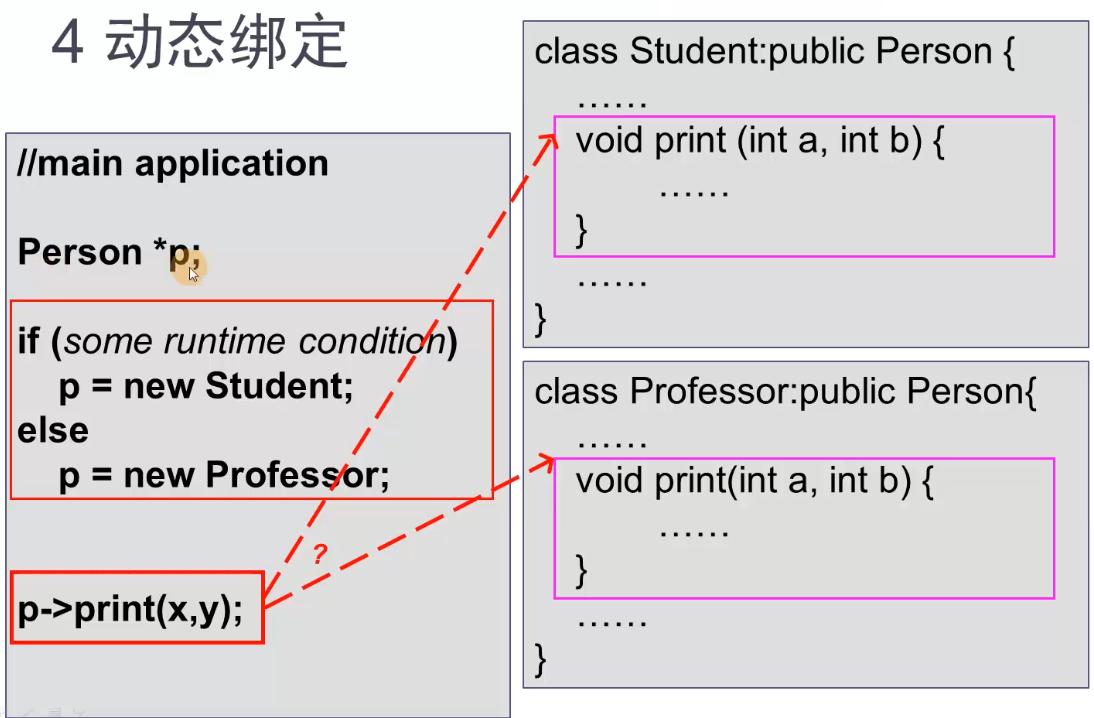 4 动态绑定
//main application
Person *p;
if (some runtime condition)
p = new Student;
else
p = new Professor;
?
p->print(x,y);
class Student:public Person {
……
void print (int a, int b) {
……
}
……
}
class Professor:public Person{
……
void print(int a, int b) {
……
}
……
}